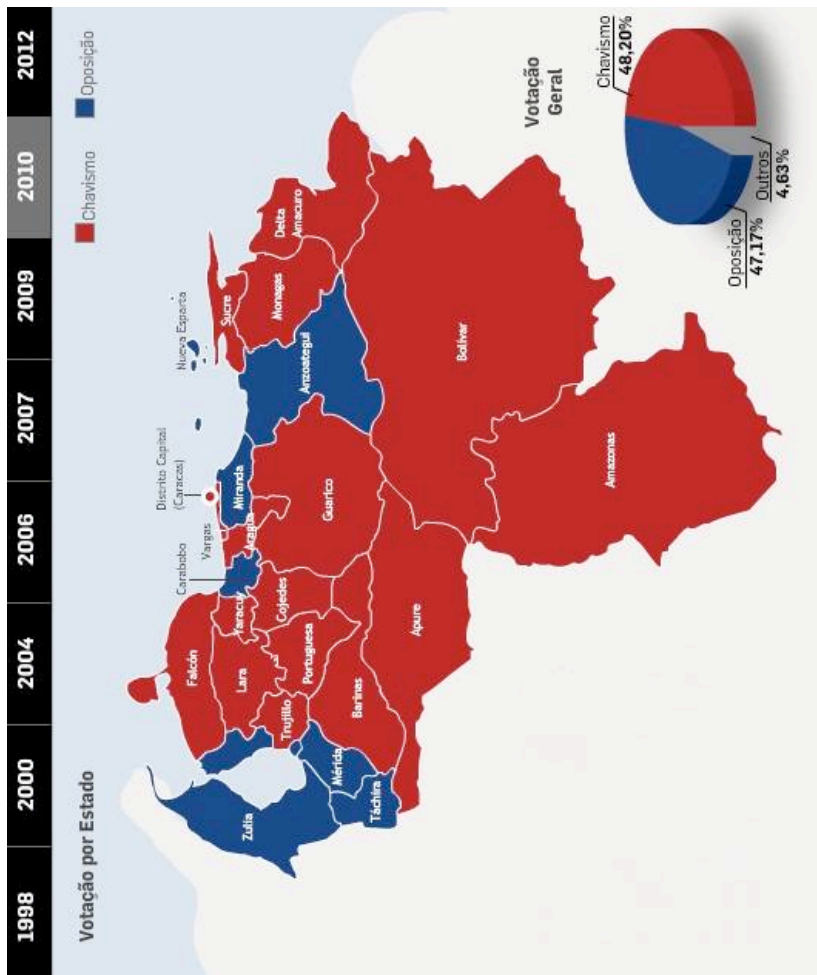 1998 2000 2004 2006 2007 2009 2010 2012
Votação por Estado
Chavismo
Oposição
Zulia
Falcón
Lara
Trujillo
Mérida
Táchira
Yaracuy
Carabobo
Vargas
Distrito Capital
(Caracas)
Aragua
Miranda
Nueva Esparta
Cojedes
Portuguesa
Barinas
Guarico
Anzoategui
Sucre
Monagas
Delta
Amacuro
Apure
Bolívar
Amazonas
Votação
Geral
Chavismo
48,20%
Oposição
47,17%
Outros
4,63%